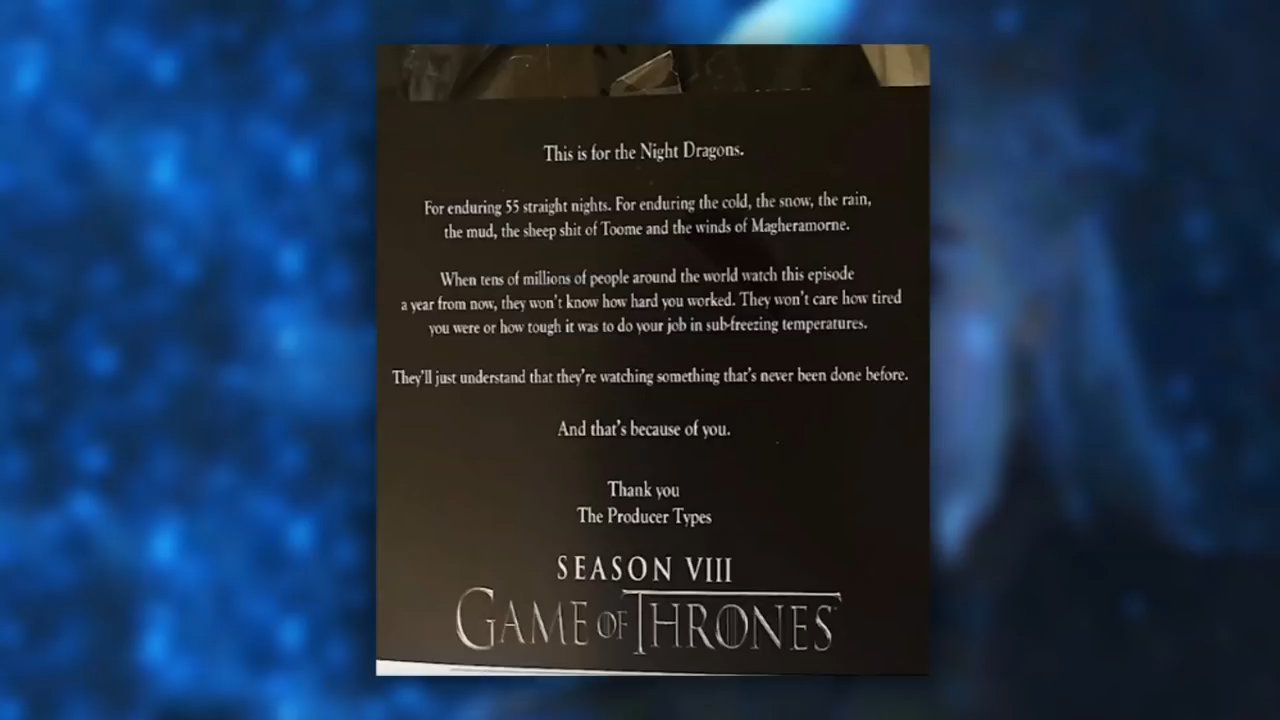 This is for the Night Dragons.
For enduring 55 straight nights. For enduring the cold, the snow, the rain,
the mud, the sheep shit of Toome and the winds of Magheramorne.
When tens of millions of people around the world watch this episode
a year from now, they won't know how hard you worked. They won't care how tired
you were or how tough it was to do your job in sub-freezing temperatures.
They'll just understand that they're watching something that's never been done before.
And that's because of you.
Thank you
The Producer Types
SEASON VIII
GAME OF THRONES